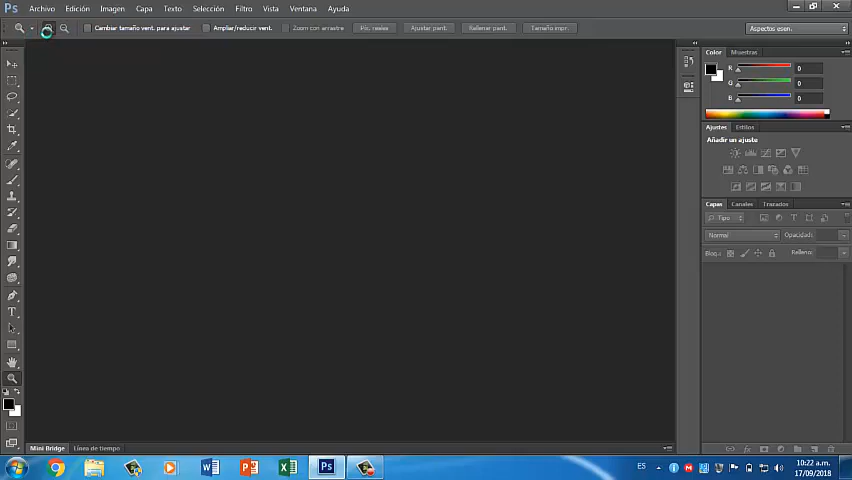 Ps Archivo Edición Imagen Capa Texto Selección Filtro Vista Ventana Ayuda
Cambiar tamaño vent. para ajustar Ampliar/reducir vent. Zoom con arrastre Píx. reales Ajustar pant. Rellenar pant. Tamaño impr. Aspectos esen.
Color Muestras
R 0
G 0
B 0
Ajustes Estilos
Añadir un ajuste
Capas Canales Trazados
Tipo
Normal Opacidad:
Bloq.: Relleno:
Mini Bridge Línea de tiempo
Ps ES 10:22 a.m.
17/09/2018